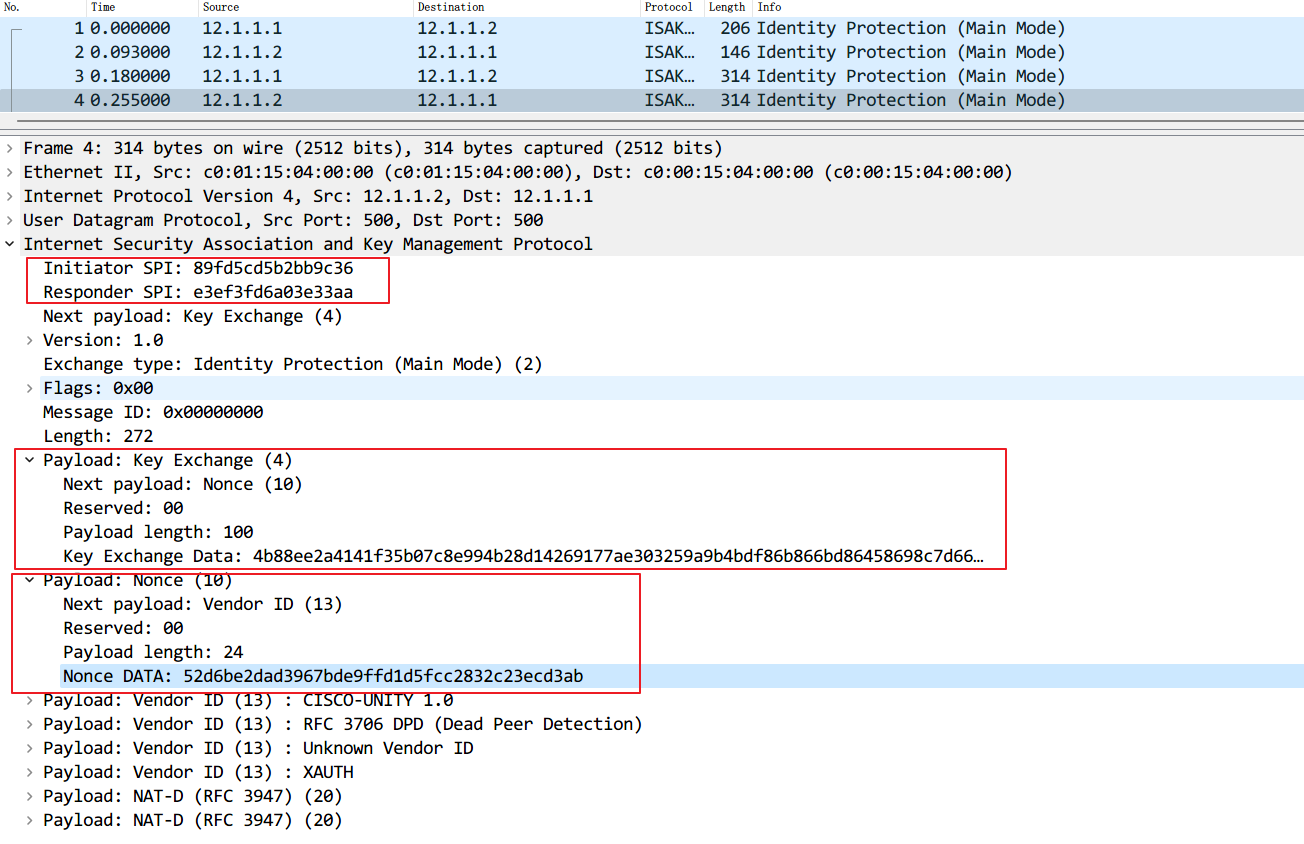 No. Time Source Destination Protocol Length Info
1 0.000000 12.1.1.1 12.1.1.2 ISAK… 206 Identity Protection (Main Mode)
2 0.093000 12.1.1.2 12.1.1.1 ISAK… 146 Identity Protection (Main Mode)
3 0.180000 12.1.1.1 12.1.1.2 ISAK… 314 Identity Protection (Main Mode)
4 0.255000 12.1.1.2 12.1.1.1 ISAK… 314 Identity Protection (Main Mode)
Frame 4: 314 bytes on wire (2512 bits), 314 bytes captured (2512 bits)
Ethernet II, Src: c0:01:15:04:00:00 (c0:01:15:04:00:00), Dst: c0:00:15:04:00:00 (c0:00:15:04:00:00)
Internet Protocol Version 4, Src: 12.1.1.2, Dst: 12.1.1.1
User Datagram Protocol, Src Port: 500, Dst Port: 500
Internet Security Association and Key Management Protocol
Initiator SPI: 89fd5cd5b2bb9c36
Responder SPI: e3ef3fd6a03e33aa
Next payload: Key Exchange (4)
Version: 1.0
Exchange type: Identity Protection (Main Mode) (2)
Flags: 0x00
Message ID: 0x00000000
Length: 272
Payload: Key Exchange (4)
Next payload: Nonce (10)
Reserved: 00
Payload length: 100
Key Exchange Data: 4b88ee2a4141f35b07c8e994b28d14269177ae303259a9b4bdf86b866bd86458698c7d66…
Payload: Nonce (10)
Next payload: Vendor ID (13)
Reserved: 00
Payload length: 24
Nonce DATA: 52d6be2dad3967bde9ffd1d5fcc2832c23ecd3ab
Payload: Vendor ID (13) : CISCO-UNITY 1.0
Payload: Vendor ID (13) : RFC 3706 DPD (Dead Peer Detection)
Payload: Vendor ID (13) : Unknown Vendor ID
Payload: Vendor ID (13) : XAUTH
Payload: NAT-D (RFC 3947) (20)
Payload: NAT-D (RFC 3947) (20)